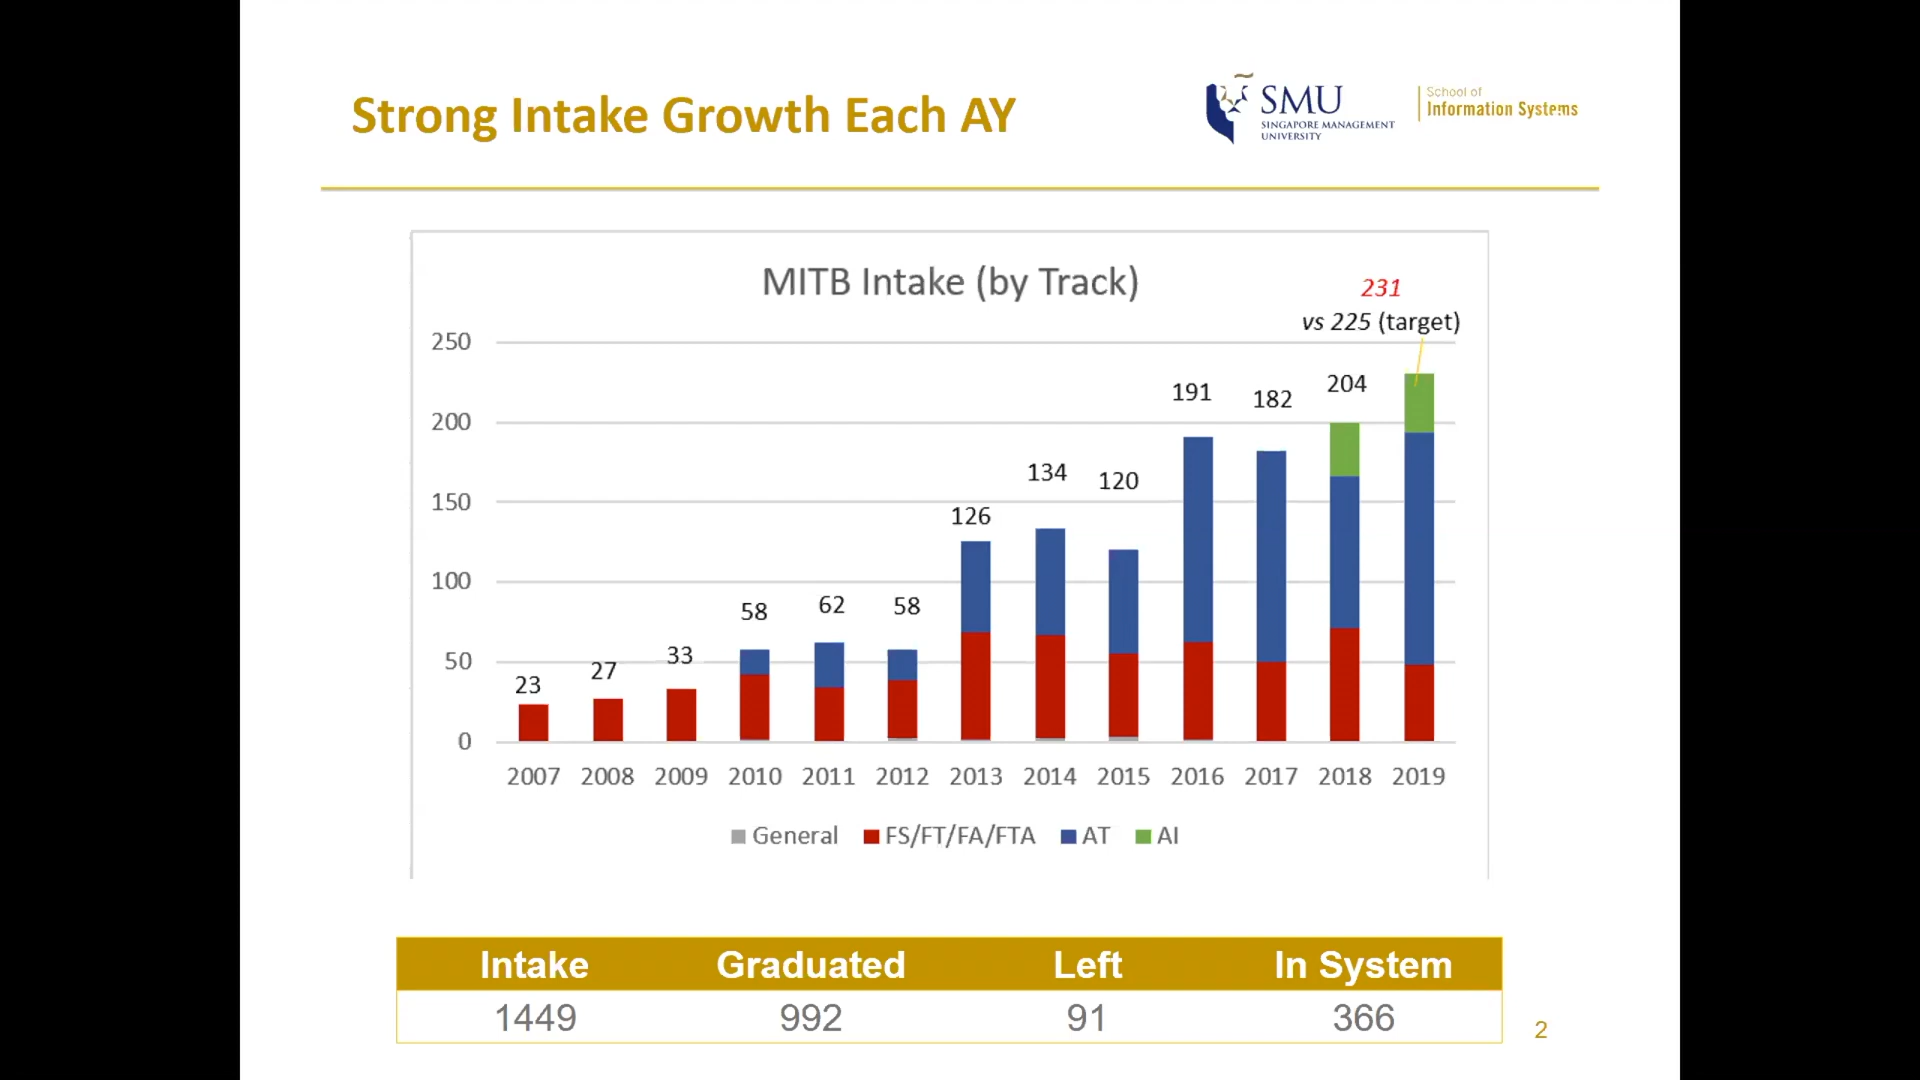 Strong Intake Growth Each AY
SMU
SINGAPORE MANAGEMENT
UNIVERSITY
School of
Information Systems
MITB Intake (by Track)
231
vs 225 (target)
250
200
150
100
50
0
23
27
33
58
62
58
126
134
120
191
182
204
2007 2008 2009 2010 2011 2012 2013 2014 2015 2016 2017 2018 2019
General FS/FT/FA/FTA AT AI
Intake Graduated Left In System
1449 992 91 366
2